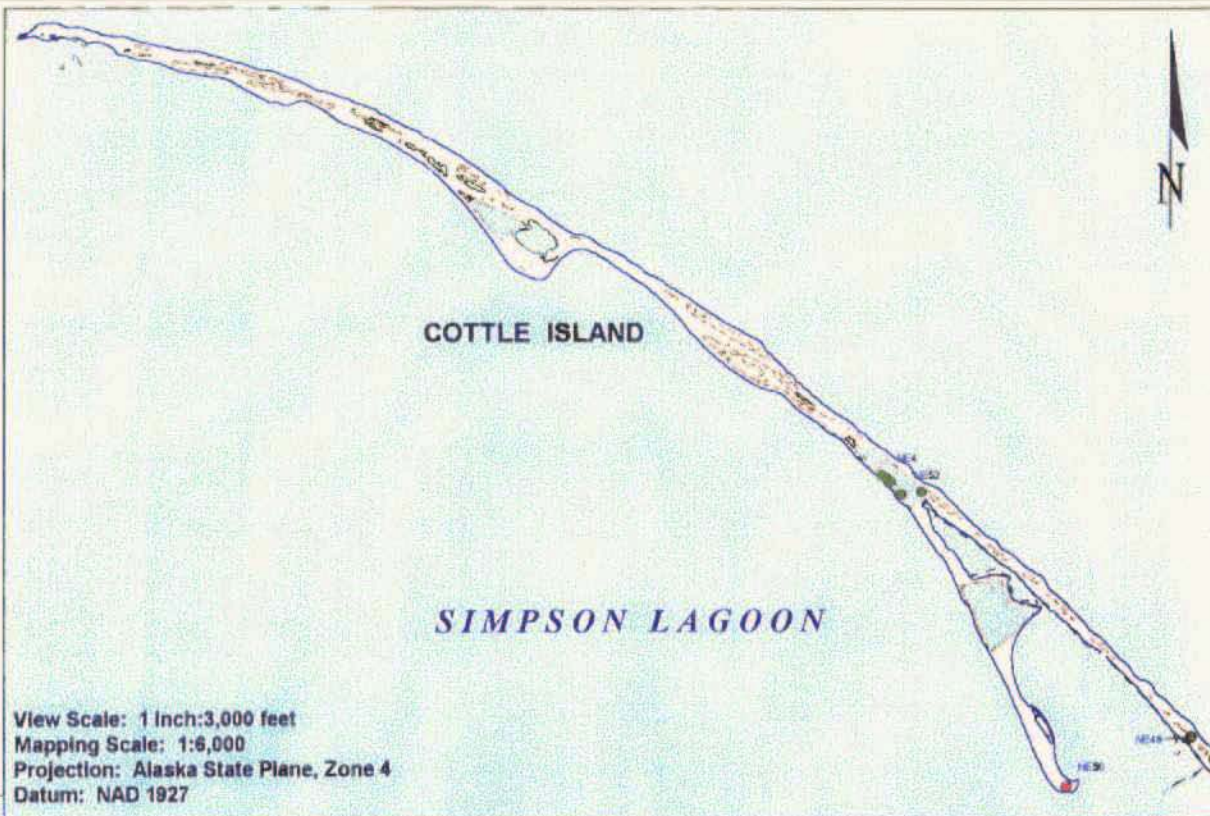 N
COTTLE ISLAND
NE4
SIMPSON LAGOON
View Scale: 1 inch:3,000 feet
Mapping Scale: 1:6,000
Projection: Alaska State Plane, Zone 4
Datum: NAD 1927